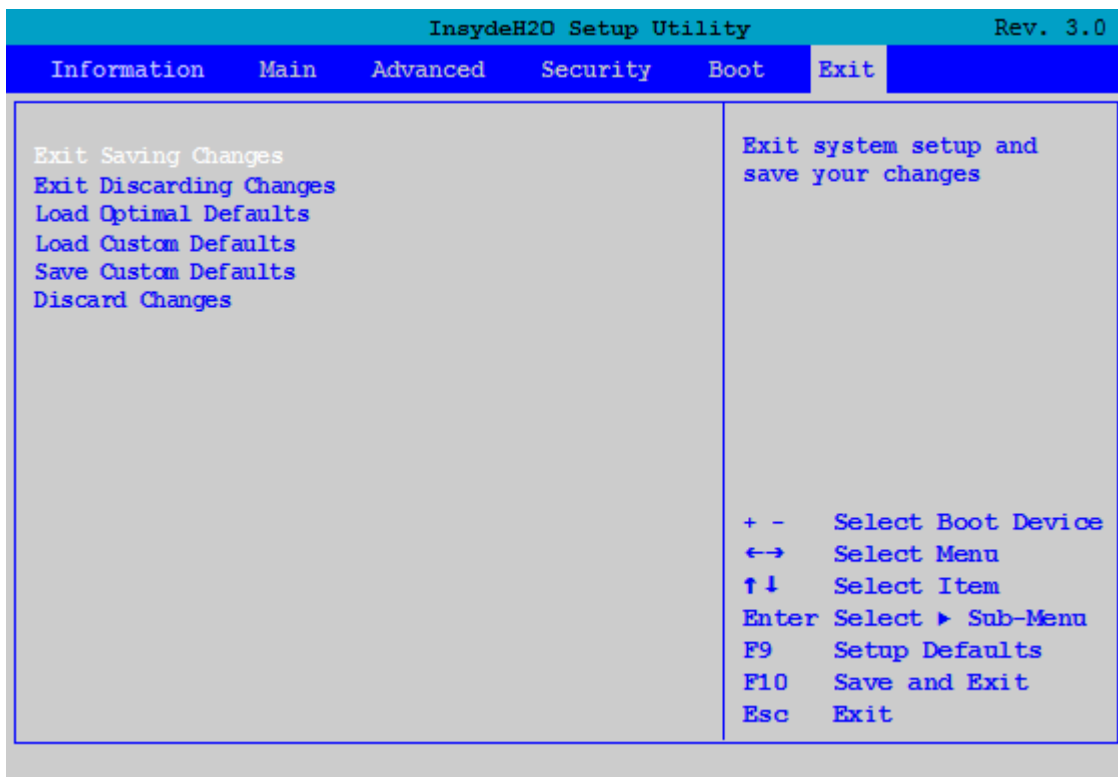 InsydeH2O Setup Utility Rev. 3.0
Information Main Advanced Security Boot Exit
Exit Saving Changes
Exit Discarding Changes
Load Optimal Defaults
Load Custom Defaults
Save Custom Defaults
Discard Changes
Exit system setup and
save your changes
+ - Select Boot Device
←→ Select Menu
↑↓ Select Item
Enter Select ▶ Sub-Menu
F9 Setup Defaults
F10 Save and Exit
Esc Exit